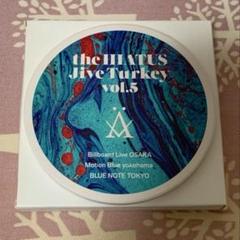 the HIATUS
Jive Turkey
vol.5
Billboard Live OSAKA
Motion Blue yokohama
BLUE NOTE TOKYO